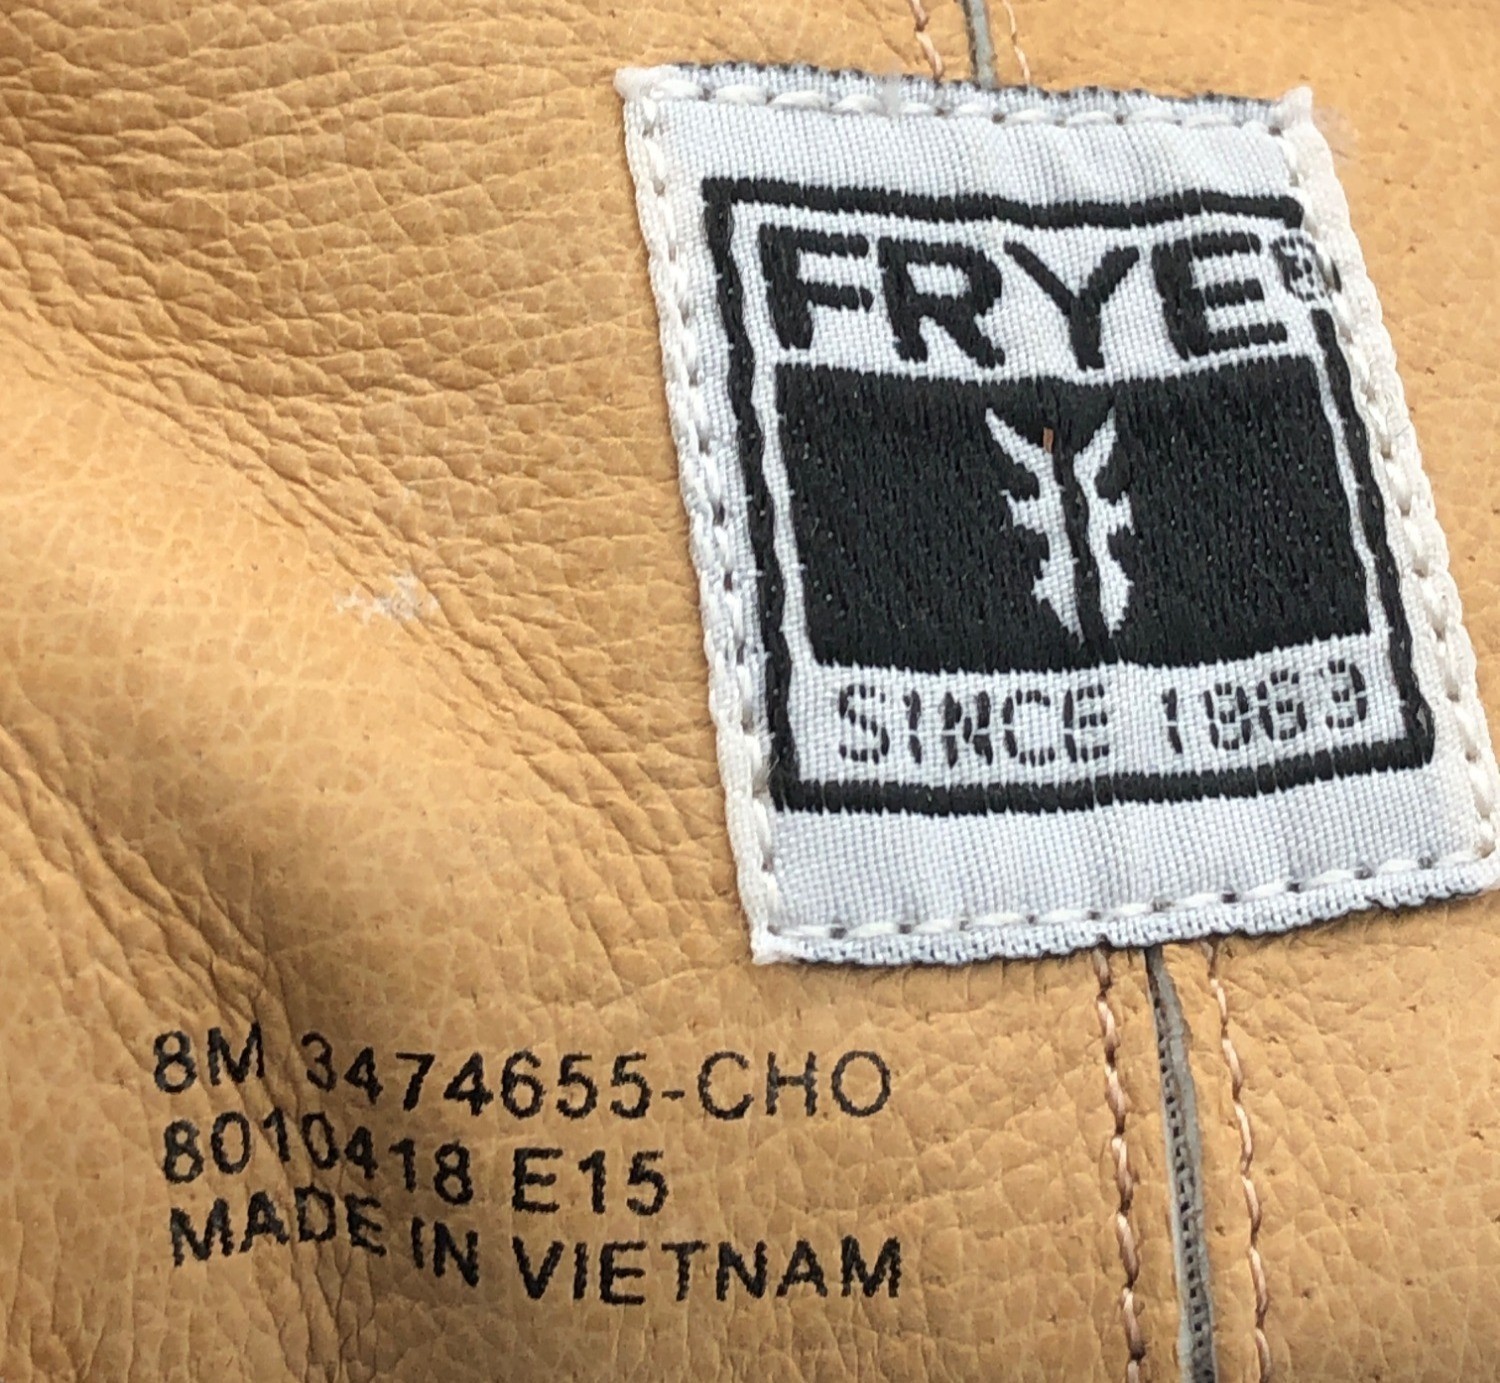 FRYE®
SINCE 1863
8M 3474655-CHO
8010418 E15
MADE IN VIETNAM